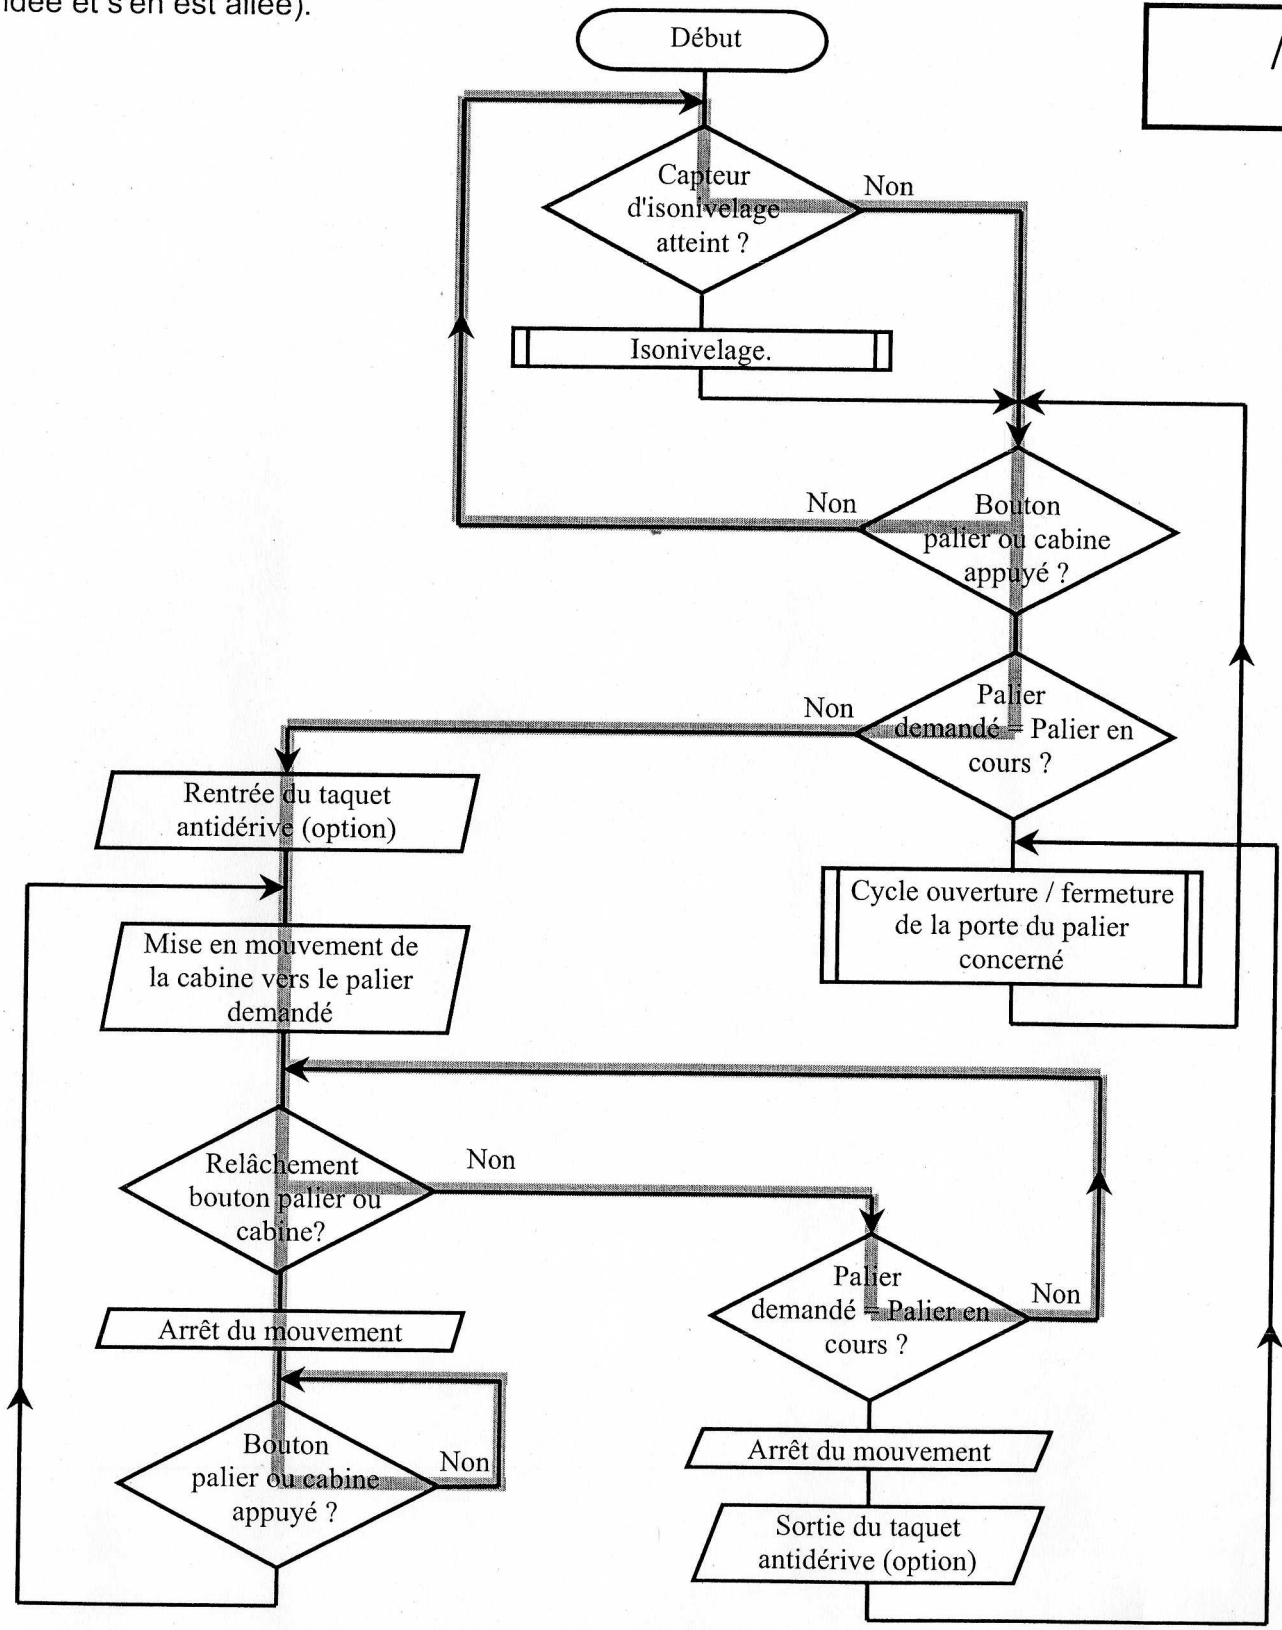 s'en est allée).
Début
Capteur
d'isonivelage
atteint ?
Non
Isonivelage.
Non
Bouton
palier ou cabine
appuyé ?
Non
Palier
demandé = Palier en
cours ?
Rentrée du taquet
antidérive (option)
Cycle ouverture / fermeture
de la porte du palier
concerné
Mise en mouvement de
la cabine vers le palier
demandé
Relâchement
bouton palier ou
cabine?
Non
Palier
demandé = Palier en
cours ?
Non
Arrêt du mouvement
Bouton
palier ou cabine
appuyé ?
Non
Arrêt du mouvement
Sortie du taquet
antidérive (option)